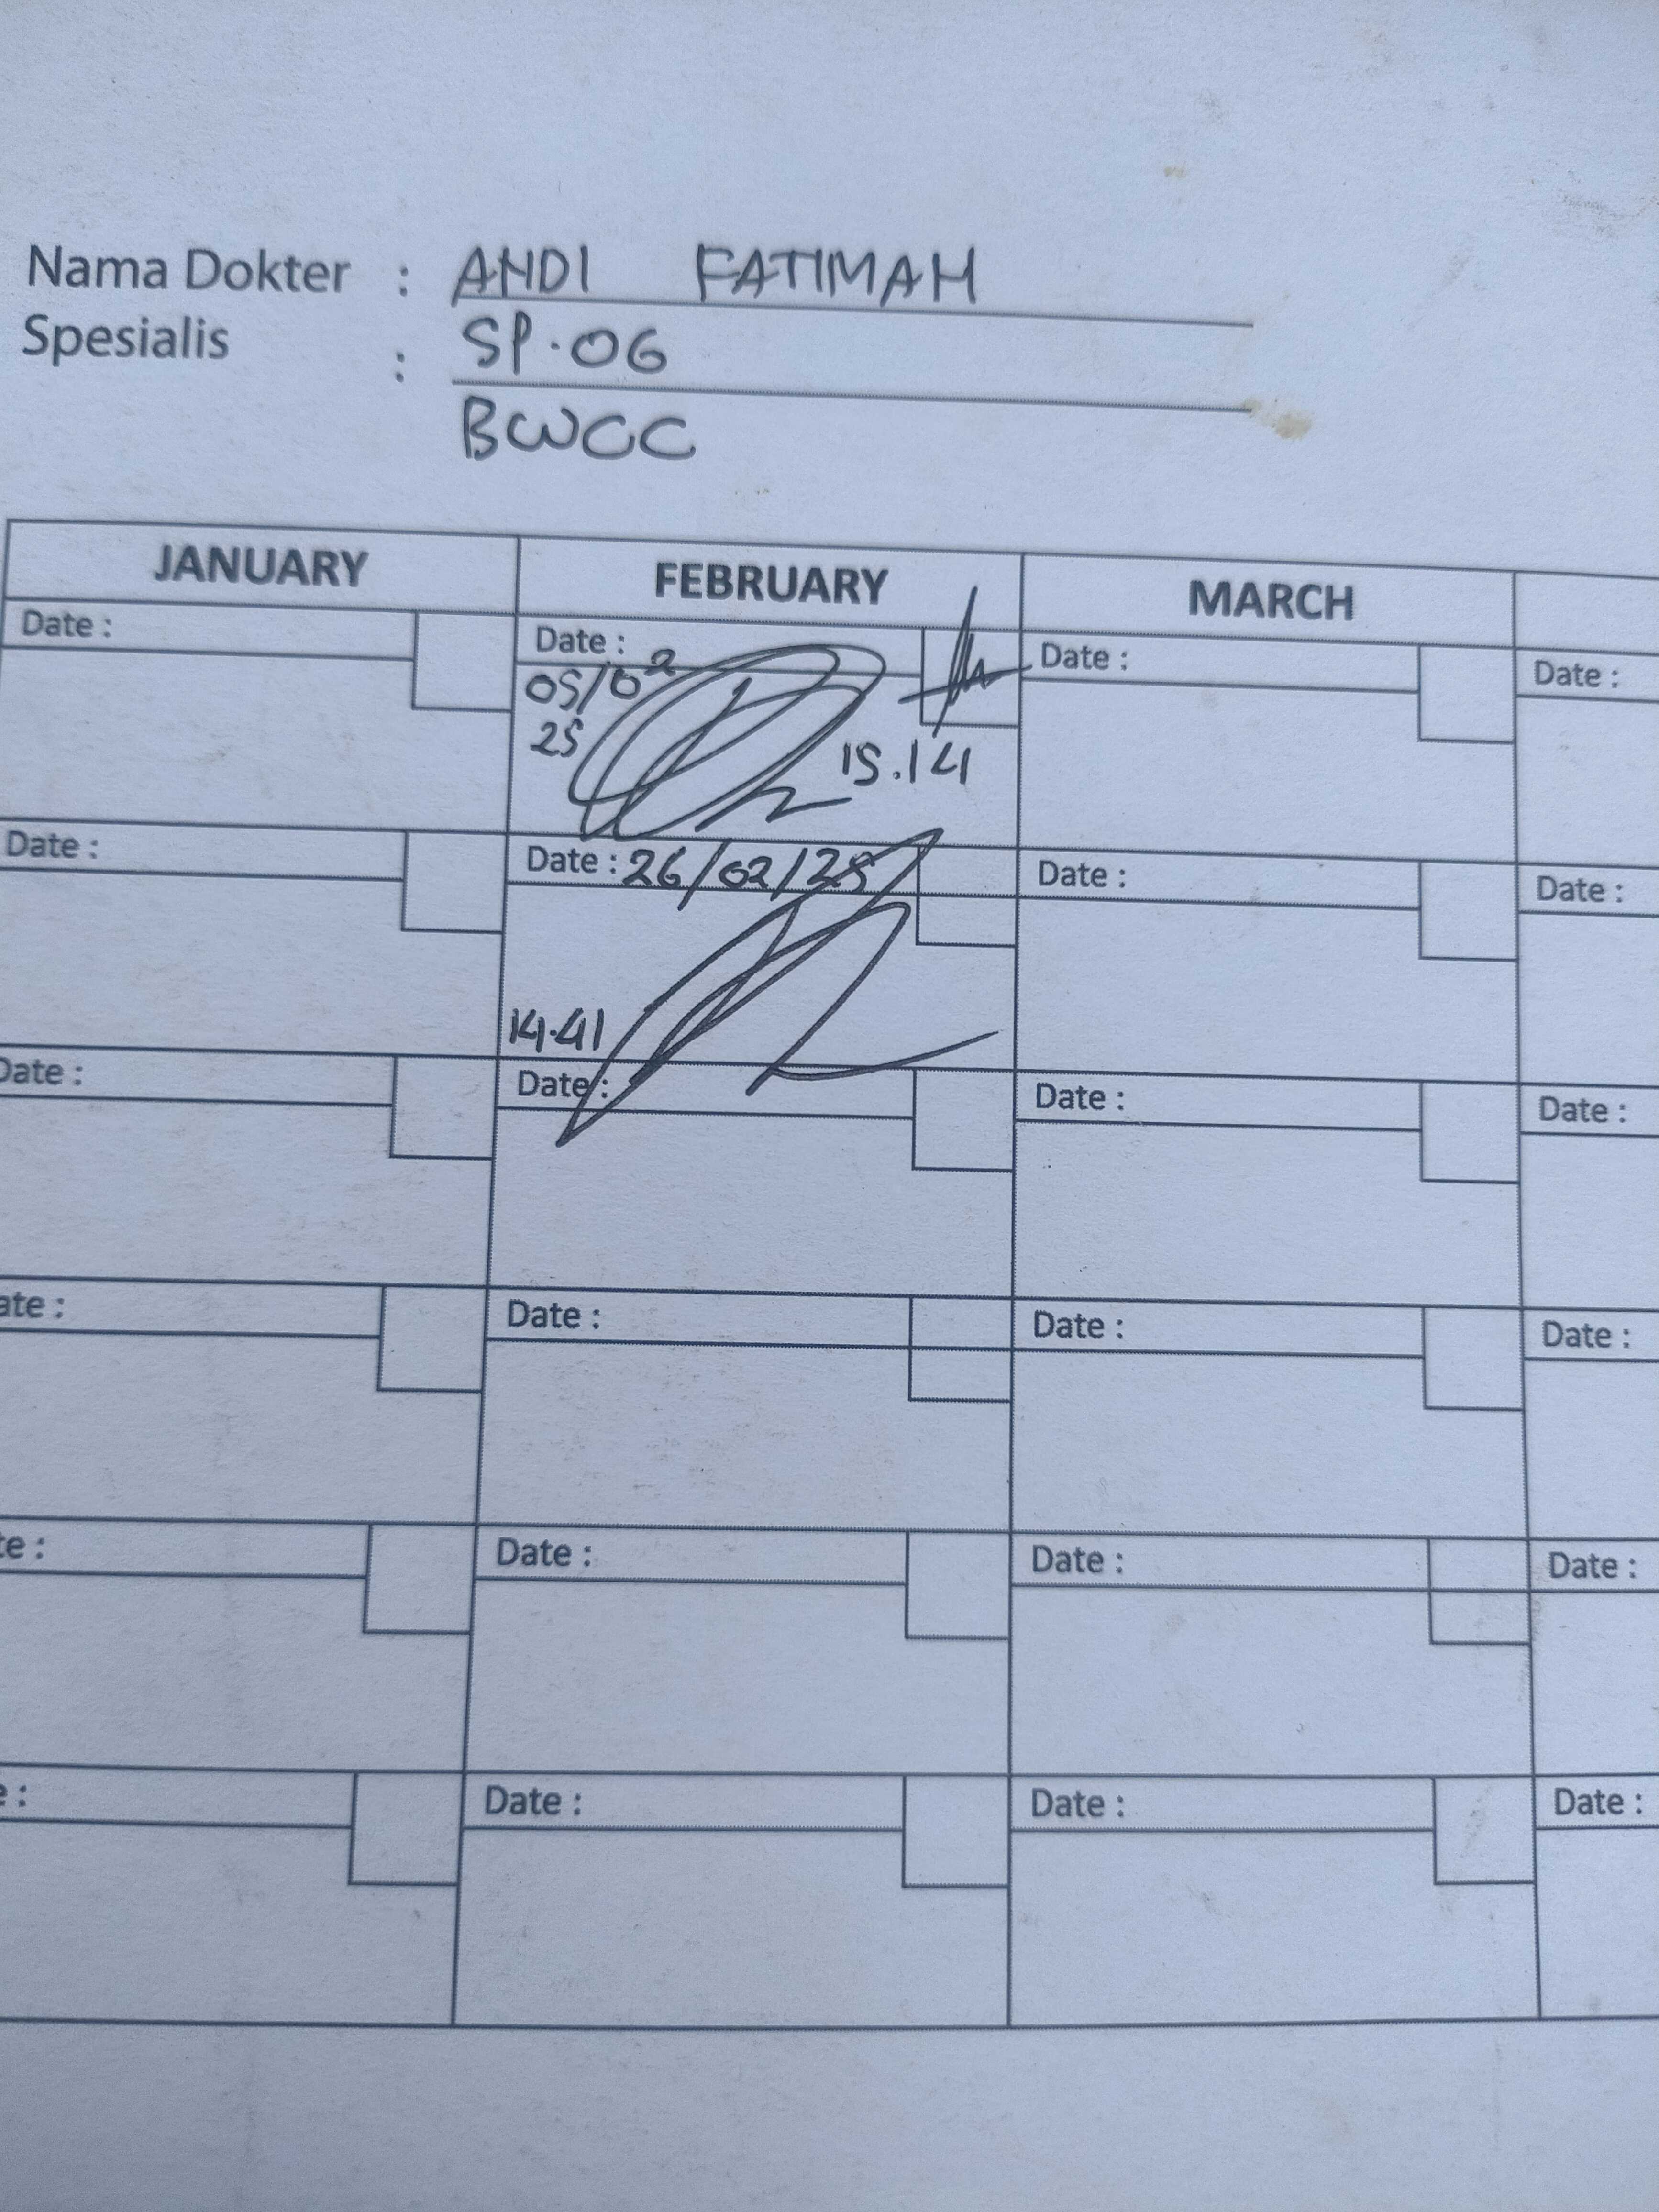 Nama Dokter : ANDI FATIMAH
Spesialis : SP.OG
BWCC
JANUARY FEBRUARY MARCH
Date : Date : Date : Date :
05/02
25
15.14
Date : Date : 26/02/25 Date : Date :
14.41
Date : Date : Date : Date :
ate : Date : Date : Date :
te : Date : Date : Date :
e : Date : Date : Date :